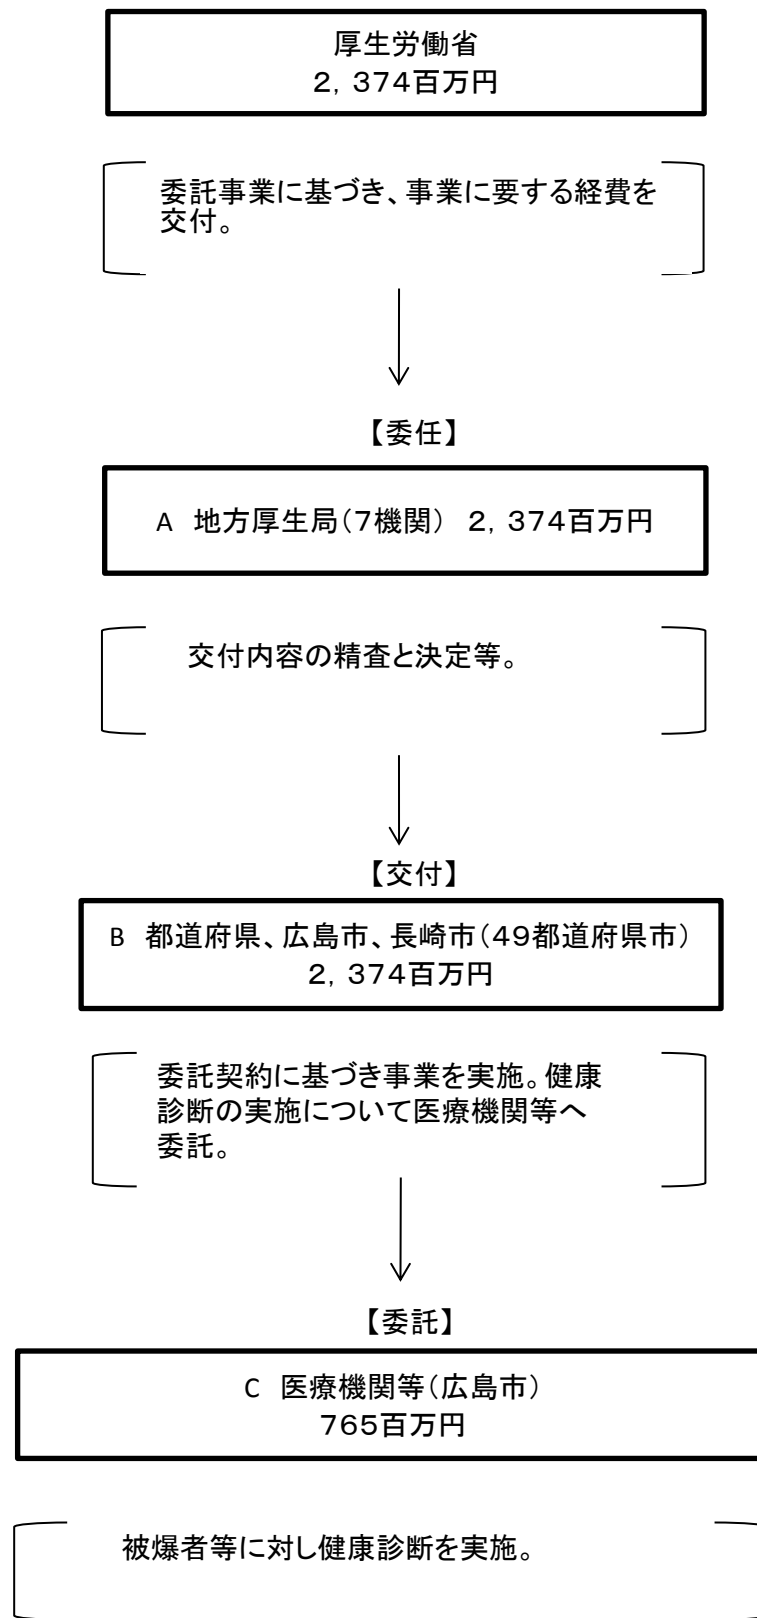 厚生労働省
２，３７４百万円
委託事業に基づき、事業に要する経費を
交付。
【委任】
A　地方厚生局（７機関）　２，３７４百万円
交付内容の精査と決定等。
【交付】
B　都道府県、広島市、長崎市（４９都道府県市）
２，３７４百万円
委託契約に基づき事業を実施。健康
診断の実施について医療機関等へ
委託。
【委託】
C　医療機関等（広島市）
７６５百万円
被爆者等に対し健康診断を実施。